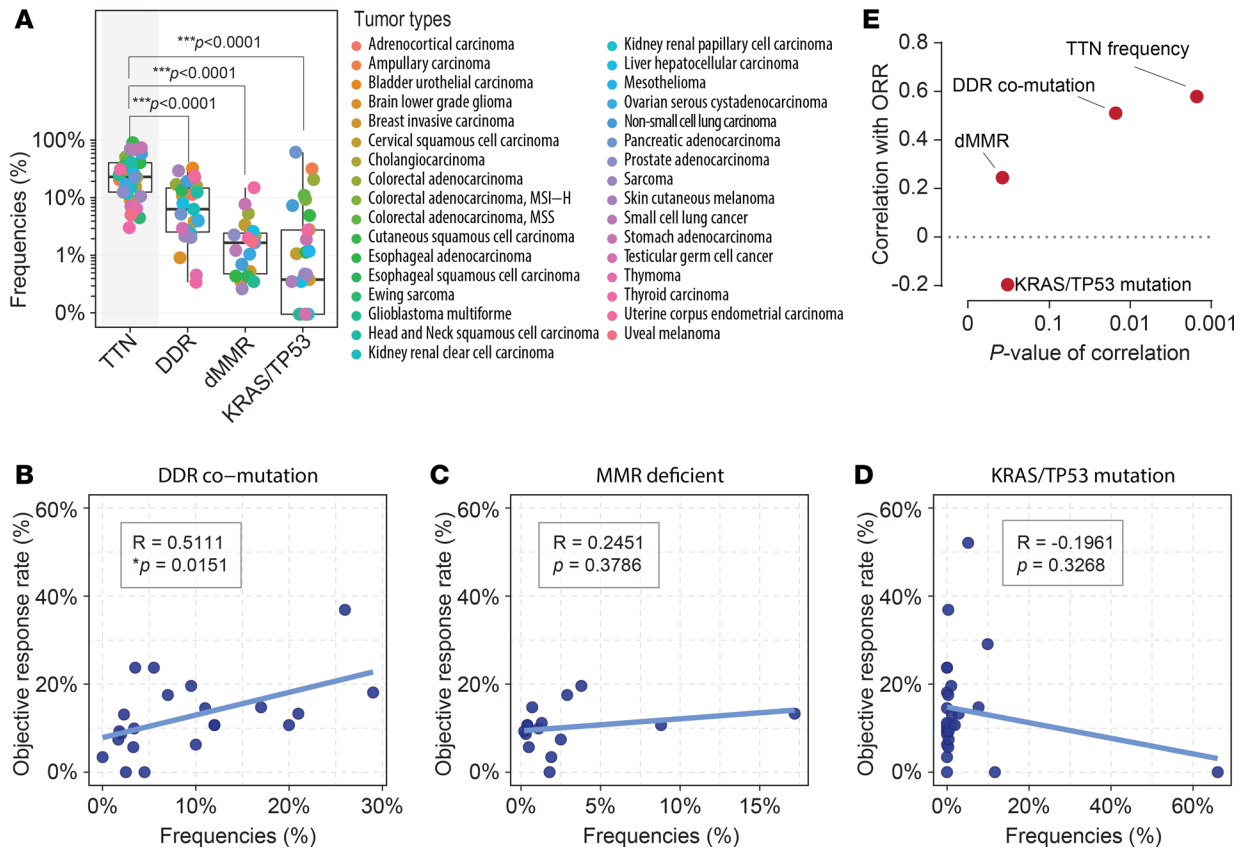 A
***p<0.0001
***p<0.0001
***p<0.0001
Frequencies (%)
100%
10%
1%
0%
TTN
DDR
dMMR
KRAS/TP53
Tumor types
Adrenocortical carcinoma
Ampullary carcinoma
Bladder urothelial carcinoma
Brain lower grade glioma
Breast invasive carcinoma
Cervical squamous cell carcinoma
Cholangiocarcinoma
Colorectal adenocarcinoma
Colorectal adenocarcinoma, MSI–H
Colorectal adenocarcinoma, MSS
Cutaneous squamous cell carcinoma
Esophageal adenocarcinoma
Esophageal squamous cell carcinoma
Ewing sarcoma
Glioblastoma multiforme
Head and Neck squamous cell carcinoma
Kidney renal clear cell carcinoma
Kidney renal papillary cell carcinoma
Liver hepatocellular carcinoma
Mesothelioma
Ovarian serous cystadenocarcinoma
Non-small cell lung carcinoma
Pancreatic adenocarcinoma
Prostate adenocarcinoma
Sarcoma
Skin cutaneous melanoma
Small cell lung cancer
Stomach adenocarcinoma
Testicular germ cell cancer
Thymoma
Thyroid carcinoma
Uterine corpus endometrial carcinoma
Uveal melanoma
E
Correlation with ORR
0.8
0.6
0.4
0.2
0
-0.2
TTN frequency
DDR co-mutation
dMMR
KRAS/TP53 mutation
0
0.1
0.01
0.001
P-value of correlation
B
DDR co–mutation
Objective response rate (%)
60%
40%
20%
0%
R = 0.5111
*p = 0.0151
0%
10%
20%
30%
Frequencies (%)
C
MMR deficient
Objective response rate (%)
60%
40%
20%
0%
R = 0.2451
p = 0.3786
0%
5%
10%
15%
Frequencies (%)
D
KRAS/TP53 mutation
Objective response rate (%)
60%
40%
20%
0%
R = -0.1961
p = 0.3268
0%
20%
40%
60%
Frequencies (%)